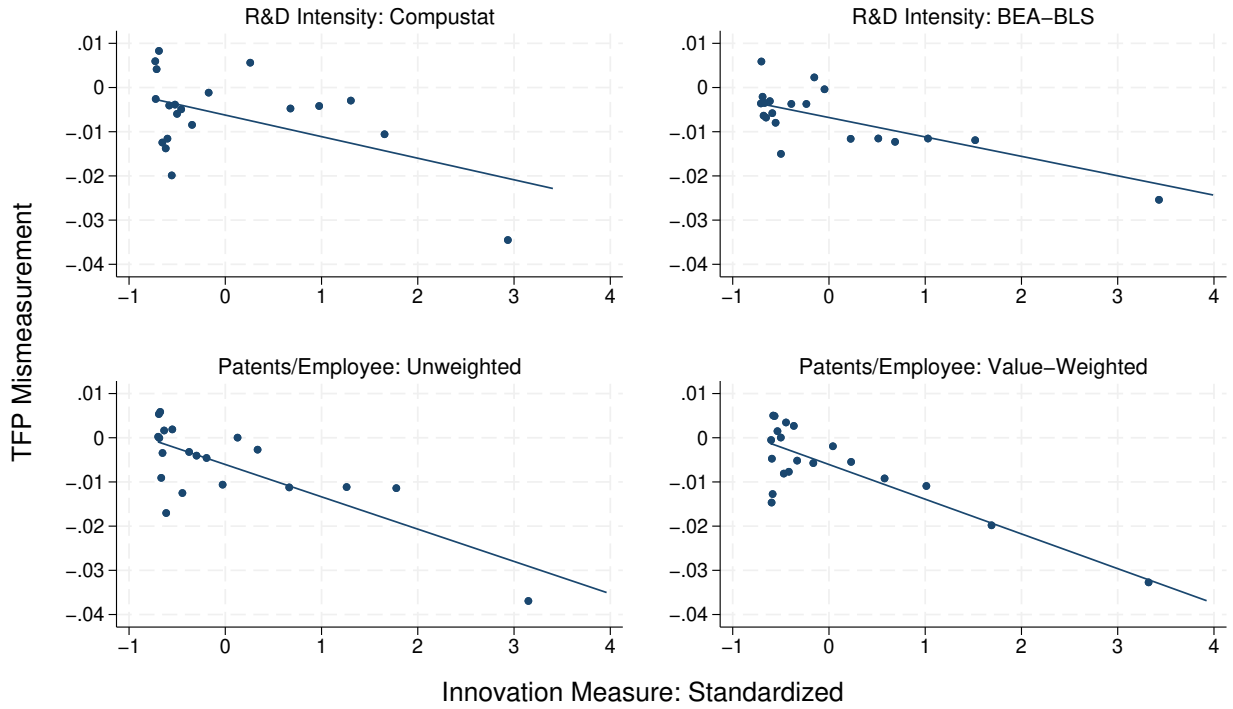 R&D Intensity: Compustat
.01
0
−.01
−.02
−.03
−.04
−1 0 1 2 3 4
R&D Intensity: BEA−BLS
.01
0
−.01
−.02
−.03
−.04
−1 0 1 2 3 4
Patents/Employee: Unweighted
.01
0
−.01
−.02
−.03
−.04
−1 0 1 2 3 4
Patents/Employee: Value−Weighted
.01
0
−.01
−.02
−.03
−.04
−1 0 1 2 3 4
TFP Mismeasurement
Innovation Measure: Standardized